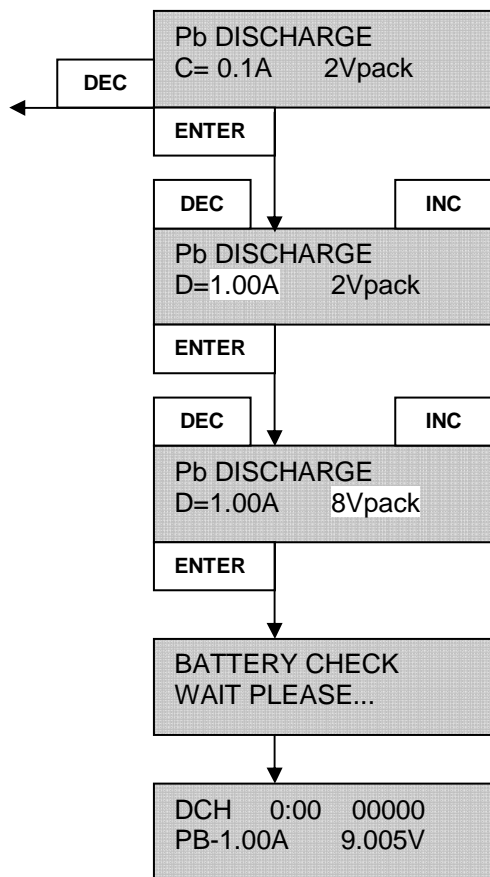 Pb DISCHARGE
C= 0.1A 2Vpack
DEC
ENTER
DEC INC
Pb DISCHARGE
D=1.00A 2Vpack
ENTER
DEC INC
Pb DISCHARGE
D=1.00A 8Vpack
ENTER
BATTERY CHECK
WAIT PLEASE...
DCH 0:00 00000
PB-1.00A 9.005V